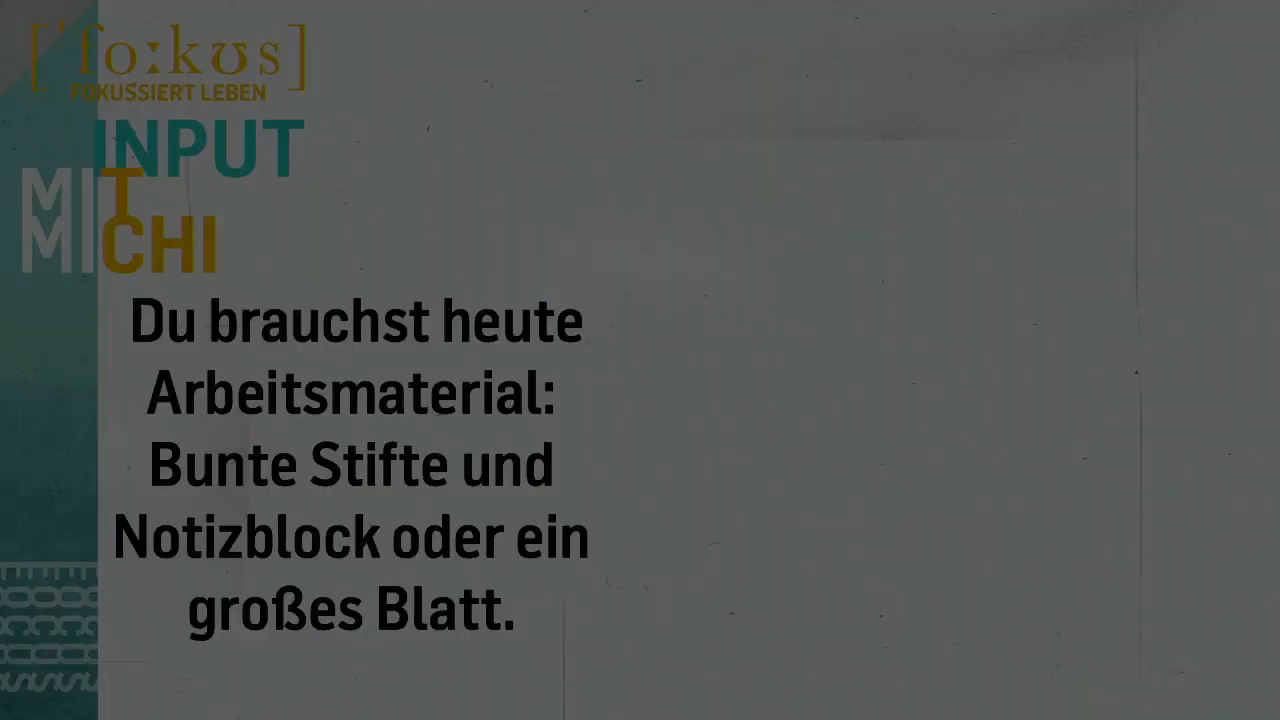 [ˈfoːkʊs]
FOKUSSIERT LEBEN
INPUT
MIT
MICHI
Du brauchst heute
Arbeitsmaterial:
Bunte Stifte und
Notizblock oder ein
großes Blatt.